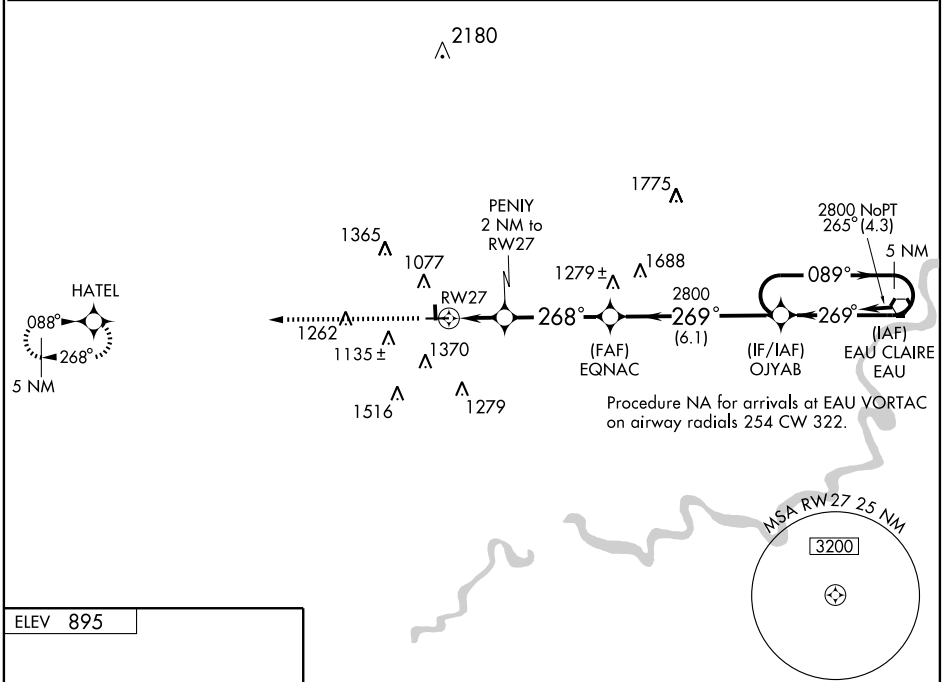 2180
1775
2800 NoPT
265° (4.3)
5 NM
PENIY
2 NM to
RW27
1365
1077
1279 ±
1688
089°
HATEL
RW27
2800
088°
268°
269°
269°
1262
(6.1)
268°
1135 ±
1370
(FAF)
EQNAC
(IF/IAF)
OJYAB
(IAF)
EAU CLAIRE
EAU
5 NM
1516
1279
Procedure NA for arrivals at EAU VORTAC
on airway radials 254 CW 322.
MSA RW27 25 NM
3200
ELEV 895